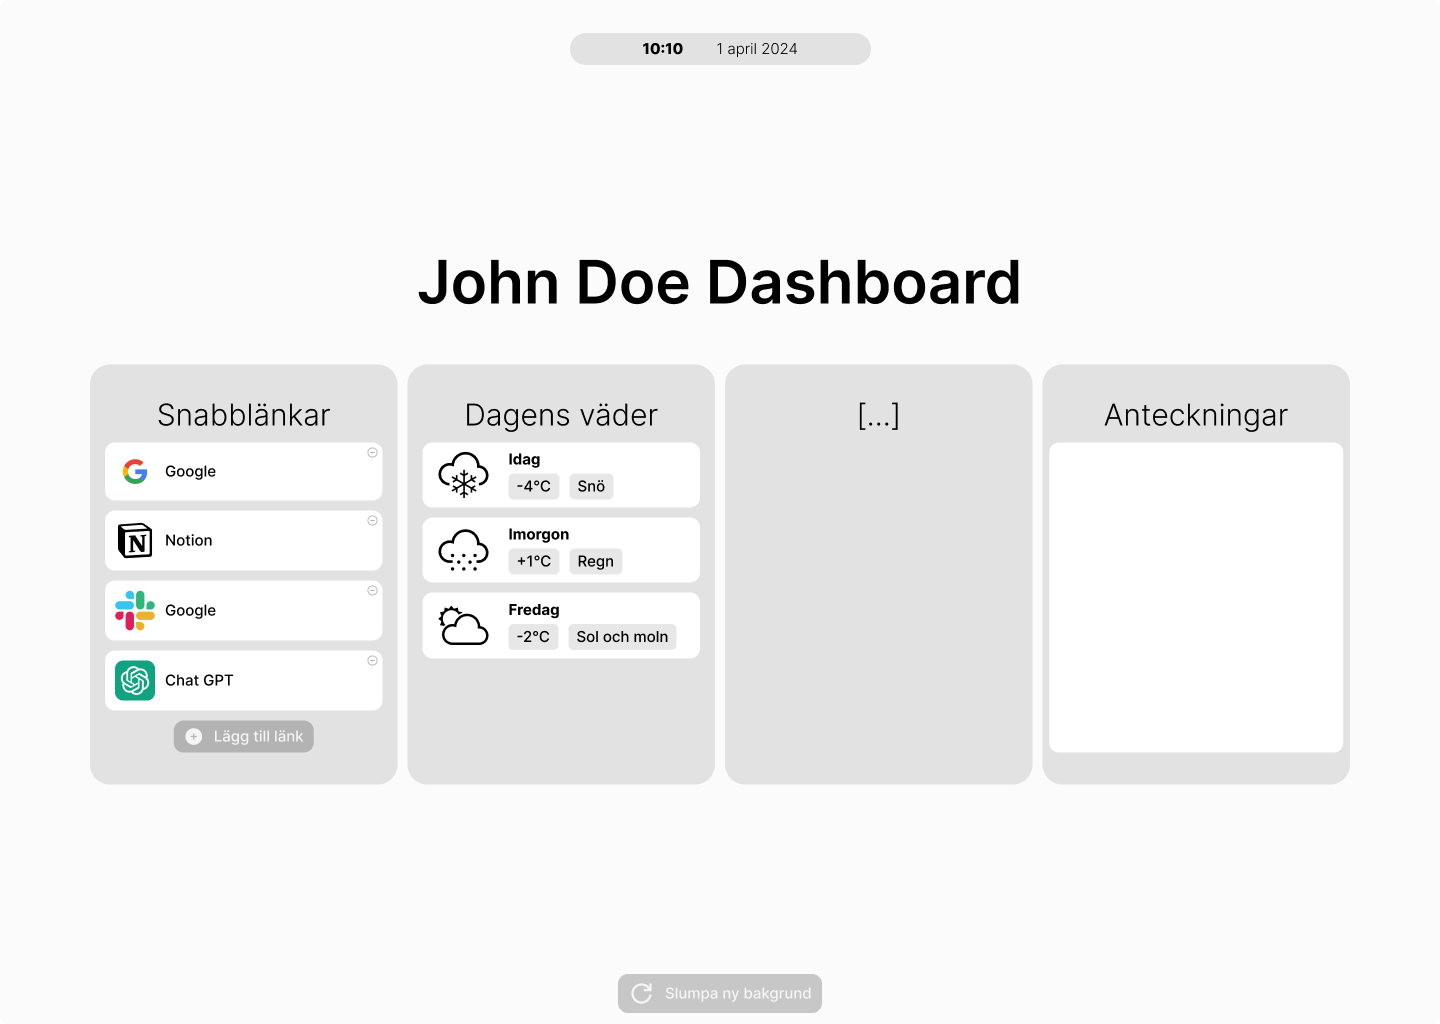 10:10 1 april 2024
John Doe Dashboard
Snabblänkar
Google
Notion
Google
Chat GPT
Lägg till länk
Dagens väder
Idag
-4°C Snö
Imorgon
+1°C Regn
Fredag
-2°C Sol och moln
[...]
Anteckningar
Slumpa ny bakgrund